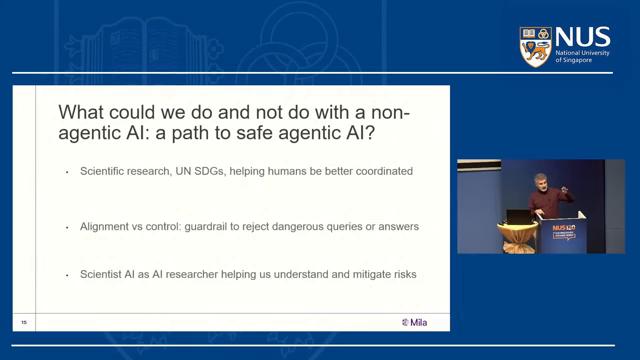 NUS
National University
of Singapore
What could we do and not do with a non-
agentic AI: a path to safe agentic AI?
• Scientific research, UN SDGs, helping humans be better coordinated
• Alignment vs control: guardrail to reject dangerous queries or answers
• Scientist AI as AI researcher helping us understand and mitigate risks
15
Mila
NUS120